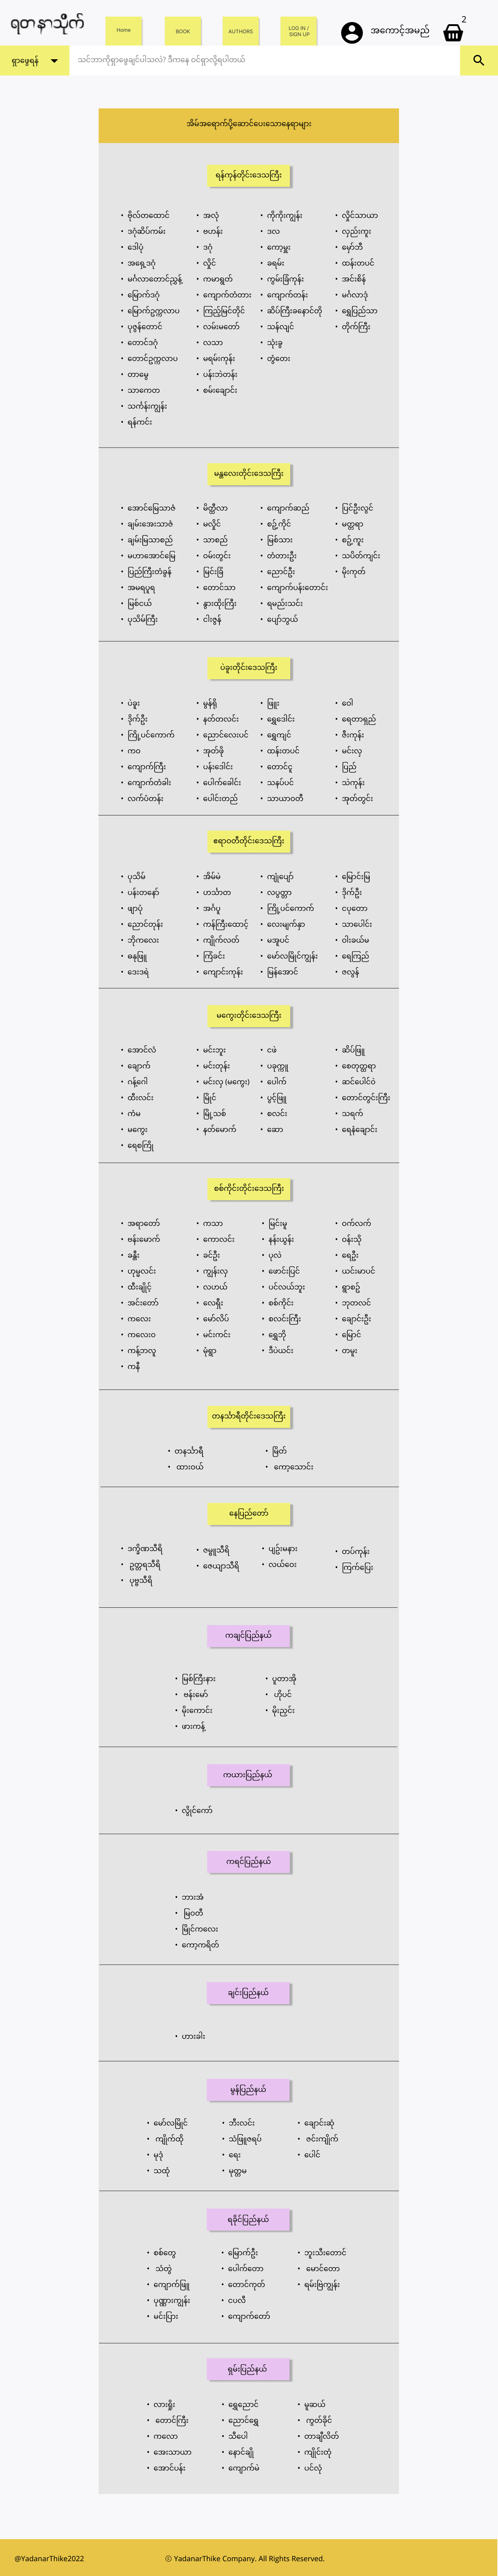 ရတနာသိုက်
Home
BOOK
AUTHORS
LOG IN /
SIGN UP
အကောင့်အမည်
2
ရှာဖွေရန်
သင်ဘာကိုရှာဖွေချင်ပါသလဲ? ဒီကနေ ဝင်ရှာလို့ရပါတယ်
အိမ်အရောက်ပို့ဆောင်ပေးသောနေရာများ
ရန်ကုန်တိုင်းဒေသကြီး
• ဗိုလ်တထောင် • အလုံ • ကိုကိုးကျွန်း • လှိုင်သာယာ
• ဒဂုံဆိပ်ကမ်း • ဗဟန်း • ဒလ • လှည်းကူး
• ဒေါပုံ • ဒဂုံ • ကော့မှူး • မှော်ဘီ
• အရှေ့ဒဂုံ • လှိုင် • ခရမ်း • ထန်းတပင်
• မင်္ဂလာတောင်ညွှန့် • ကမာရွတ် • ကွမ်းခြံကုန်း • အင်းစိန်
• မြောက်ဒဂုံ • ကျောက်တံတား • ကျောက်တန်း • မင်္ဂလာဒုံ
• မြောက်ဥက္ကလာပ • ကြည့်မြင်တိုင် • ဆိပ်ကြီးခနောင်တို • ရွှေပြည်သာ
• ပုဇွန်တောင် • လမ်းမတော် • သန်လျင် • တိုက်ကြီး
• တောင်ဒဂုံ • လသာ • သုံးခွ
• တောင်ဥက္ကလာပ • မရမ်းကုန်း • တွံတေး
• တာမွေ • ပန်းဘဲတန်း
• သာကေတ • စမ်းချောင်း
• သင်္ကန်းကျွန်း
• ရန်ကင်း
မန္တလေးတိုင်းဒေသကြီး
• အောင်မြေသာစံ • မိတ္ထီလာ • ကျောက်ဆည် • ပြင်ဦးလွင်
• ချမ်းအေးသာစံ • မလှိုင် • စဥ့်ကိုင် • မတ္တရာ
• ချမ်းမြသာစည် • သာစည် • မြစ်သား • စဥ့်ကူး
• မဟာအောင်မြေ • ဝမ်းတွင်း • တံတားဦး • သပိတ်ကျင်း
• ပြည်ကြီးတံခွန် • မြင်းခြံ • ညောင်ဦး • မိုးကုတ်
• အမရပူရ • တောင်သာ • ကျောက်ပန်းတောင်း
• မြစ်ငယ် • နွားထိုးကြီး • ရမည်းသင်း
• ပုသိမ်ကြီး • ငါးဇွန် • ပျော်ဘွယ်
ပဲခူးတိုင်းဒေသကြီး
• ပဲခူး • မွန်ရို • ဖြူး • ဝေါ
• ဒိုက်ဦး • နတ်တလင်း • ရွှေဒေါင်း • ရေတာရှည်
• ကြို့ပင်ကောက် • ညောင်လေးပင် • ရွှေကျင် • ဇီးကုန်း
• ကဝ • အုတ်ဖို • ထန်းတပင် • မင်းလှ
• ကျောက်ကြီး • ပန်းဒေါင်း • တောင်ငူ • ပြည်
• ကျောက်တံခါး • ပေါက်ခေါင်း • သနပ်ပင် • သဲကုန်း
• လက်ပံတန်း • ပေါင်းတည် • သာယာဝတီ • အုတ်တွင်း
ဧရာဝတီတိုင်းဒေသကြီး
• ပုသိမ် • အိမ်မဲ • ကျုံပျော် • မြောင်းမြ
• ပန်းတနော် • ဟင်္သာတ • လပွတ္တာ • ဒိုက်ဦး
• ဖျာပုံ • အင်္ဂပူ • ကြို့ပင်ကောက် • ငပုတော
• ညောင်တုန်း • ကန်ကြီးထောင့် • လေးမျက်နှာ • သာပေါင်း
• ဘိုကလေး • ကျိုက်လတ် • မအူပင် • ဝါးခယ်မ
• ဓနုဖြူ • ကြံခင်း • မော်လမြိုင်ကျွန်း • ရေကြည်
• ဒေးဒရဲ • ကျောင်းကုန်း • မြန်အောင် • ဇလွန်
မကွေးတိုင်းဒေသကြီး
• အောင်လံ • မင်းဘူး • ငဖဲ • ဆိပ်ဖြူ
• ချောက် • မင်းတုန်း • ပခုက္ကူ • စေတုတ္ထရာ
• ဂန့်ဂေါ • မင်းလှ (မကွေး) • ပေါက် • ဆင်ပေါင်ဝဲ
• ထီးလင်း • မြိုင် • ပွင့်ဖြူ • တောင်တွင်းကြီး
• ကံမ • မြို့သစ် • စလင်း • သရက်
• မကွေး • နတ်မောက် • ဆော • ရေနံချောင်း
• ရေစကြို
စစ်ကိုင်းတိုင်းဒေသကြီး
• အရာတော် • ကသာ • မြင်းမူ • ဝက်လက်
• ဗန်းမောက် • ကောလင်း • နန်းယွန်း • ဝန်းသို
• ခန္တီး • ခင်ဦး • ပုလဲ • ရေဦး
• ဟုမ္မလင်း • ကျွန်းလှ • ဖောင်းပြင် • ယင်းမာပင်
• ထီးချိုင့် • လဟယ် • ပင်လယ်ဘူး • ရွာစဥ်
• အင်းတော် • လေရှီး • စစ်ကိုင်း • ဘုတလင်
• ကလေး • မော်လိပ် • စလင်းကြီး • ချောင်းဦး
• ကလေးဝ • မင်းကင်း • ရွှေဘို • မြောင်
• ကန့်ဘလူ • မုံရွာ • ဒီပဲယင်း • တမူး
• ကနီ
တနင်္သာရီတိုင်းဒေသကြီး
• တနင်္သာရီ • မြိတ်
• ထားဝယ် • ကော့သောင်း
နေပြည်တော်
• ဒက္ခိဏသီရိ • ဇမ္ဗူသီရိ • ပျဥ်းမနား • တပ်ကုန်း
• ဥတ္တရသီရိ • ဇေယျာသီရိ • လယ်ဝေး • ကြက်ပြေး
• ပုဗ္ဗသီရိ
ကချင်ပြည်နယ်
• မြစ်ကြီးနား • ပူတာအို
• ဗန်းမော် • ဟိုပင်
• မိုးကောင်း • မိုးညှင်း
• ဖားကန့်
ကယားပြည်နယ်
• လွိုင်ကော်
ကရင်ပြည်နယ်
• ဘားအံ
• မြဝတီ
• မြိုင်ကလေး
• ကော့ကရိတ်
ချင်းပြည်နယ်
• ဟားခါး
မွန်ပြည်နယ်
• မော်လမြိုင် • ဘီးလင်း • ချောင်းဆုံ
• ကျိုက်ထို • သံဖြူဇရပ် • ဇင်းကျိုက်
• မုဒုံ • ရေး • ပေါင်
• သထုံ • မုတ္တမ
ရခိုင်ပြည်နယ်
• စစ်တွေ • မြောက်ဦး • ဘူးသီးတောင်
• သံတွဲ • ပေါက်တော • မောင်တော
• ကျောက်ဖြူ • တောင်ကုတ် • ရမ်းဗြဲကျွန်း
• ပုဏ္ဏားကျွန်း • ငပလီ
• မင်းပြား • ကျောက်တော်
ရှမ်းပြည်နယ်
• လားရှိုး • ရွှေညောင် • မူဆယ်
• တောင်ကြီး • ညောင်ရွှေ • ကွတ်ခိုင်
• ကလော • သီပေါ • တာချီလိတ်
• အေးသာယာ • နောင်ချို • ကျိုင်းတုံ
• အောင်ပန်း • ကျောက်မဲ • ပင်လုံ
@YadanarThike2022
© YadanarThike Company. All Rights Reserved.